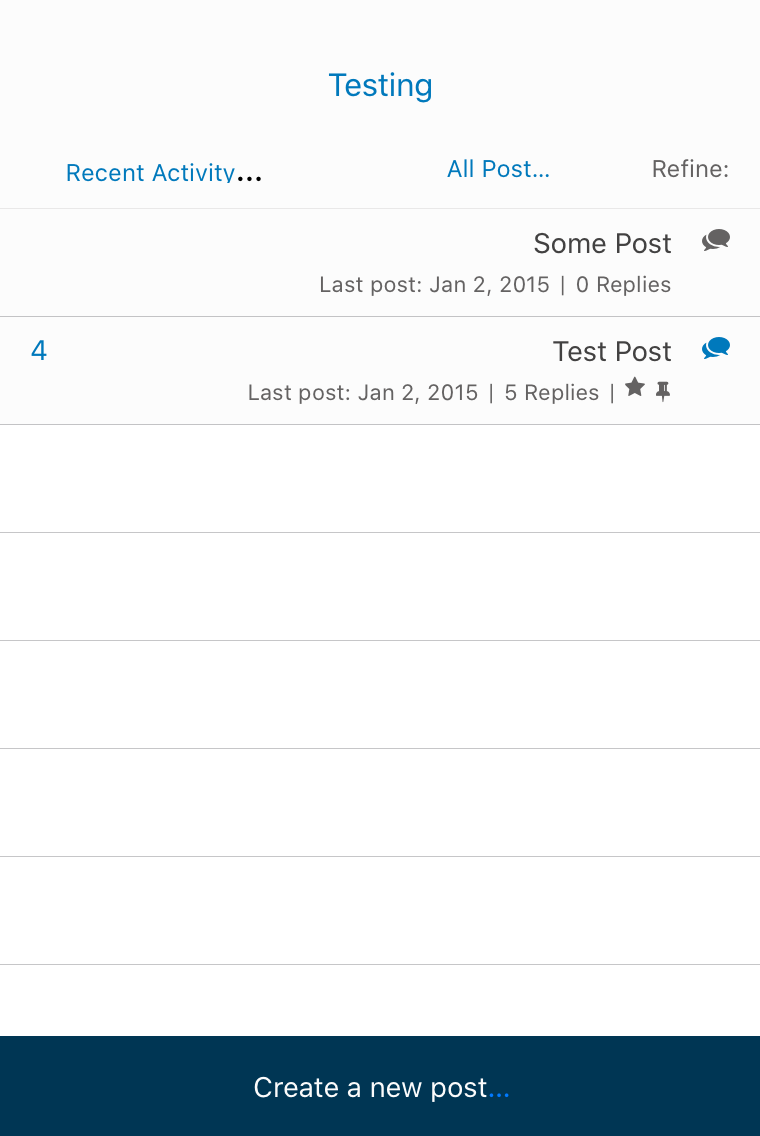 Testing
Recent Activity... All Post... Refine:
Some Post
Last post: Jan 2, 2015 | 0 Replies
4 Test Post
Last post: Jan 2, 2015 | 5 Replies |
Create a new post...